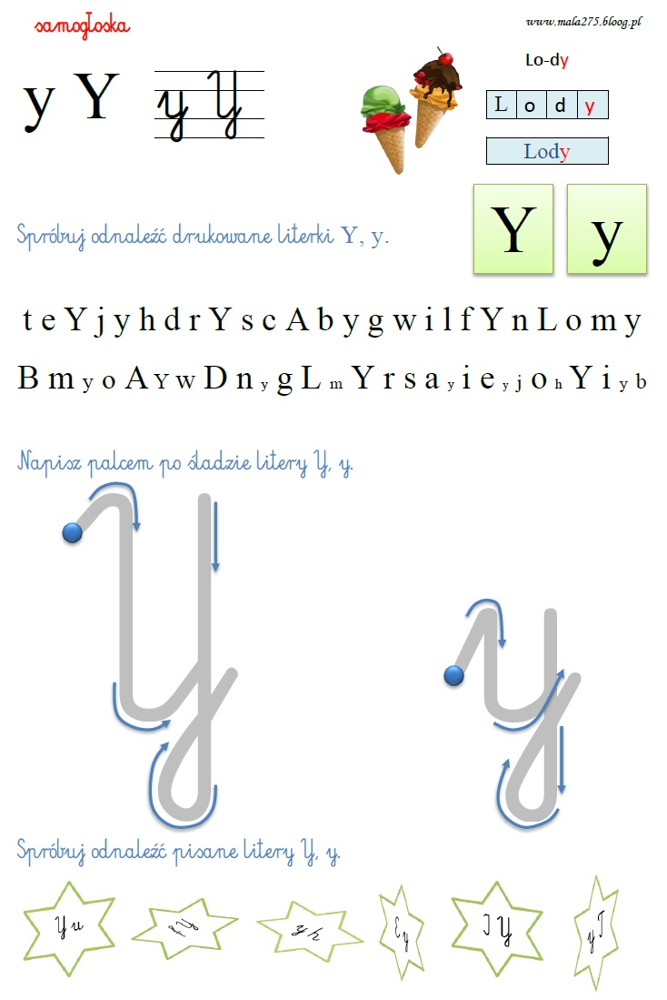 samogłoska
www.mala275.bloog.pl
y Y y Y
Lo-dy
L o d y
Lody
Y y
Spróbuj odnaleźć drukowane literki Y, y.
t e Y j y h d r Y s c A b y g w i l f Y n L o m y
B m y o A Y w D n y g L m Y r s a y i e y j o h Y i y b
Napisz palcem po śladzie litery Y, y.
Y y
Spróbuj odnaleźć pisane litery Y, y.
Y u
Y
y h
E y
J Y
y T